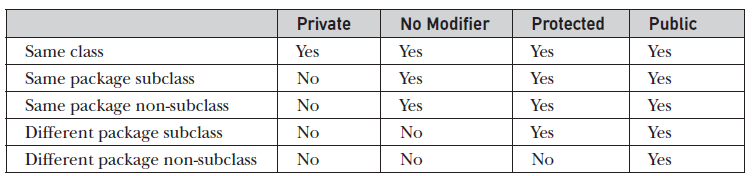 Private No Modifier Protected Public
Same class Yes Yes Yes Yes
Same package subclass No Yes Yes Yes
Same package non-subclass No Yes Yes Yes
Different package subclass No No Yes Yes
Different package non-subclass No No No Yes